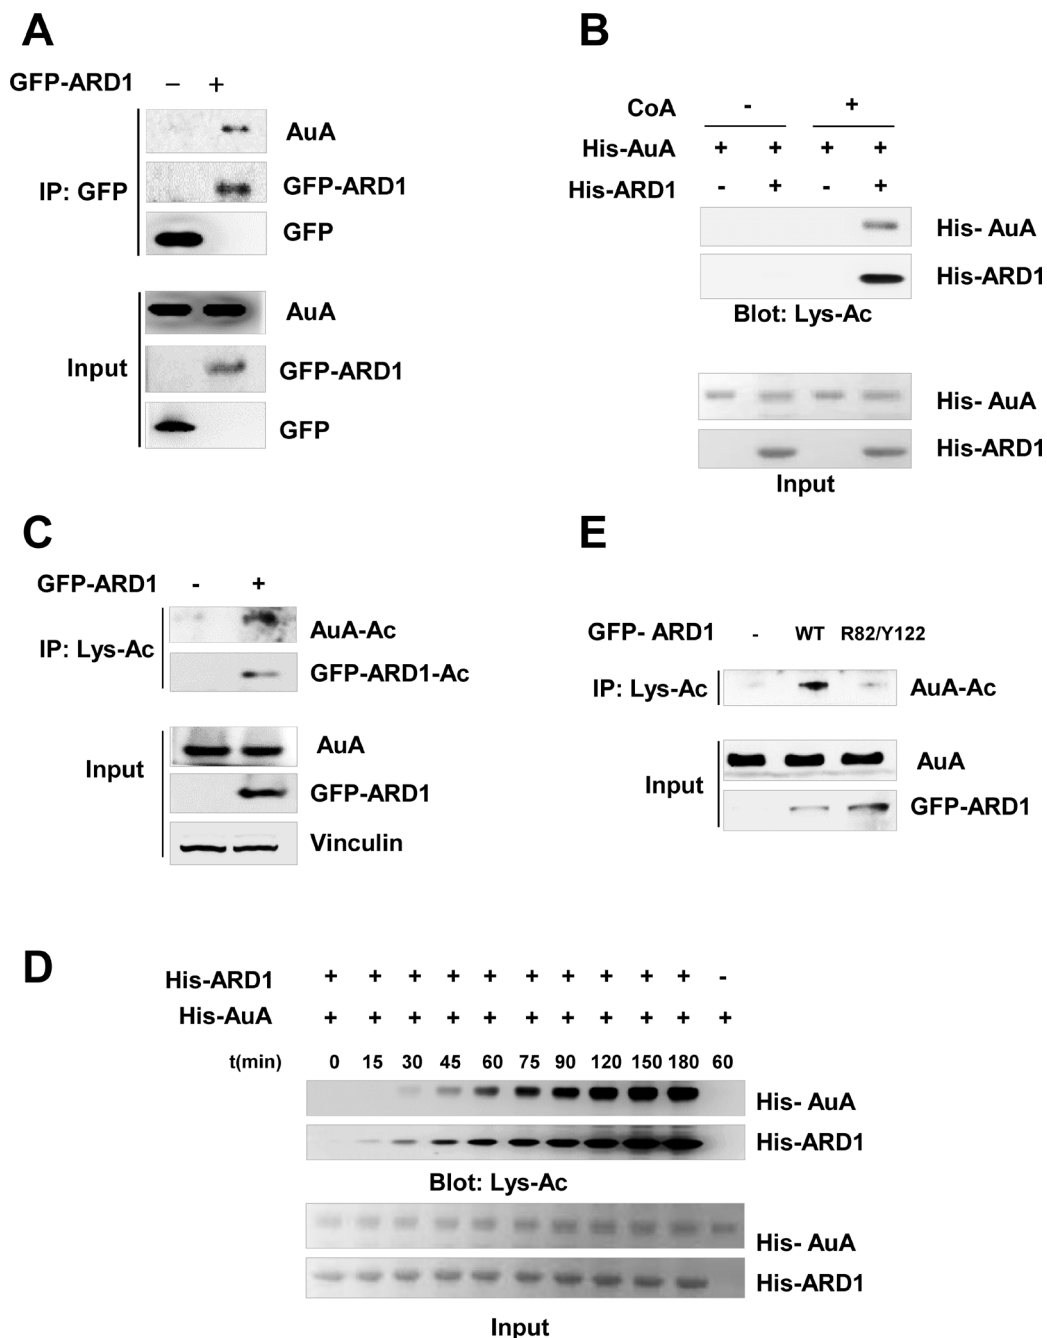 A
GFP-ARD1 – +
IP: GFP
AuA
GFP-ARD1
GFP
Input
AuA
GFP-ARD1
GFP
B
CoA - +
His-AuA + + + +
His-ARD1 - + - +
His- AuA
His-ARD1
Blot: Lys-Ac
His- AuA
His-ARD1
Input
C
GFP-ARD1 - +
IP: Lys-Ac
AuA-Ac
GFP-ARD1-Ac
Input
AuA
GFP-ARD1
Vinculin
E
GFP- ARD1 - WT R82/Y122
IP: Lys-Ac
AuA-Ac
Input
AuA
GFP-ARD1
D
His-ARD1 + + + + + + + + + + -
His-AuA + + + + + + + + + + +
t(min) 0 15 30 45 60 75 90 120 150 180 60
His- AuA
His-ARD1
Blot: Lys-Ac
His- AuA
His-ARD1
Input